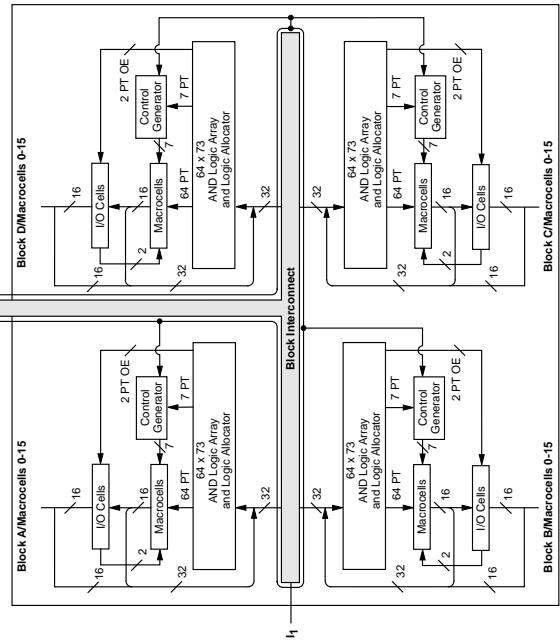 Block D/Macrocells 0-15
2 PT OE
16
I/O Cells
16
2
16
Macrocells
7
Control
Generator
32
64 PT
7 PT
64 x 73
AND Logic Array
and Logic Allocator
32
Block C/Macrocells 0-15
32
64 x 73
AND Logic Array
and Logic Allocator
64 PT
7 PT
2 PT OE
Control
Generator
7
Macrocells
16
32
2
I/O Cells
16
16
Block Interconnect
I1
Block A/Macrocells 0-15
2 PT OE
16
I/O Cells
16
2
16
Macrocells
7
Control
Generator
32
64 PT
7 PT
64 x 73
AND Logic Array
and Logic Allocator
32
Block B/Macrocells 0-15
32
64 x 73
AND Logic Array
and Logic Allocator
64 PT
7 PT
2 PT OE
Control
Generator
7
Macrocells
16
32
2
I/O Cells
16
16